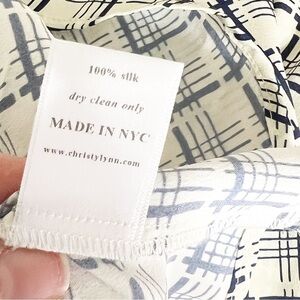 100% silk
dry clean only
MADE IN NYC
www.christylynn.com